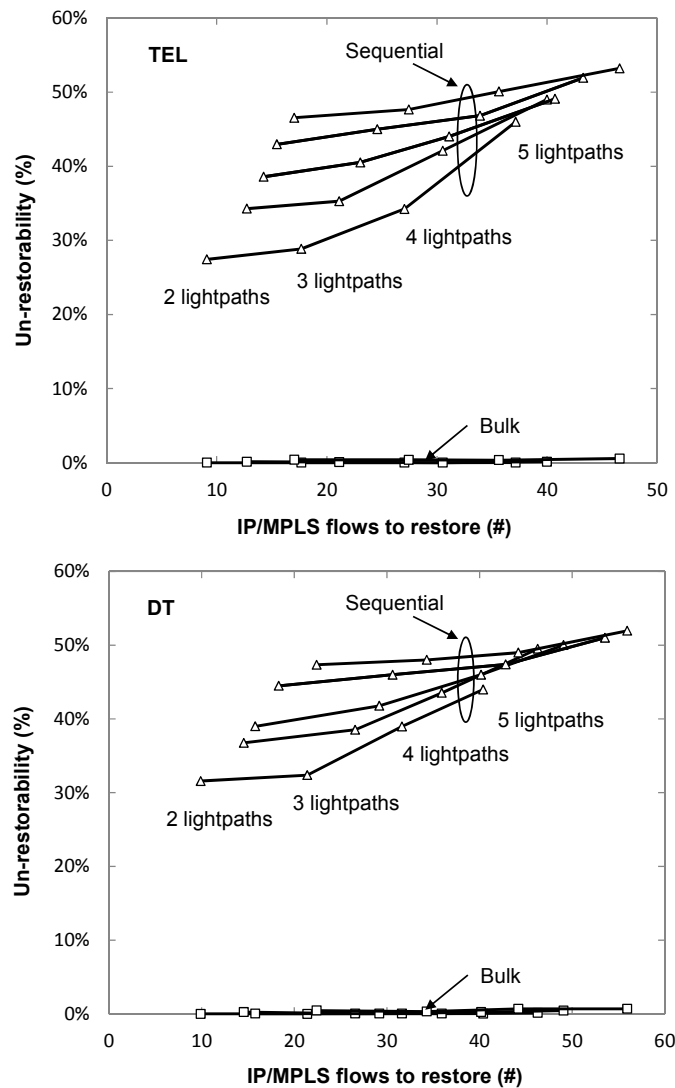 60%
TEL
Sequential
50%
40%
5 lightpaths
Un-restorability (%)
30%
4 lightpaths
3 lightpaths
2 lightpaths
20%
10%
Bulk
0%
0 10 20 30 40 50
IP/MPLS flows to restore (#)
60%
DT
Sequential
50%
40%
5 lightpaths
Un-restorability (%)
30%
4 lightpaths
3 lightpaths
2 lightpaths
20%
10%
Bulk
0%
0 10 20 30 40 50 60
IP/MPLS flows to restore (#)